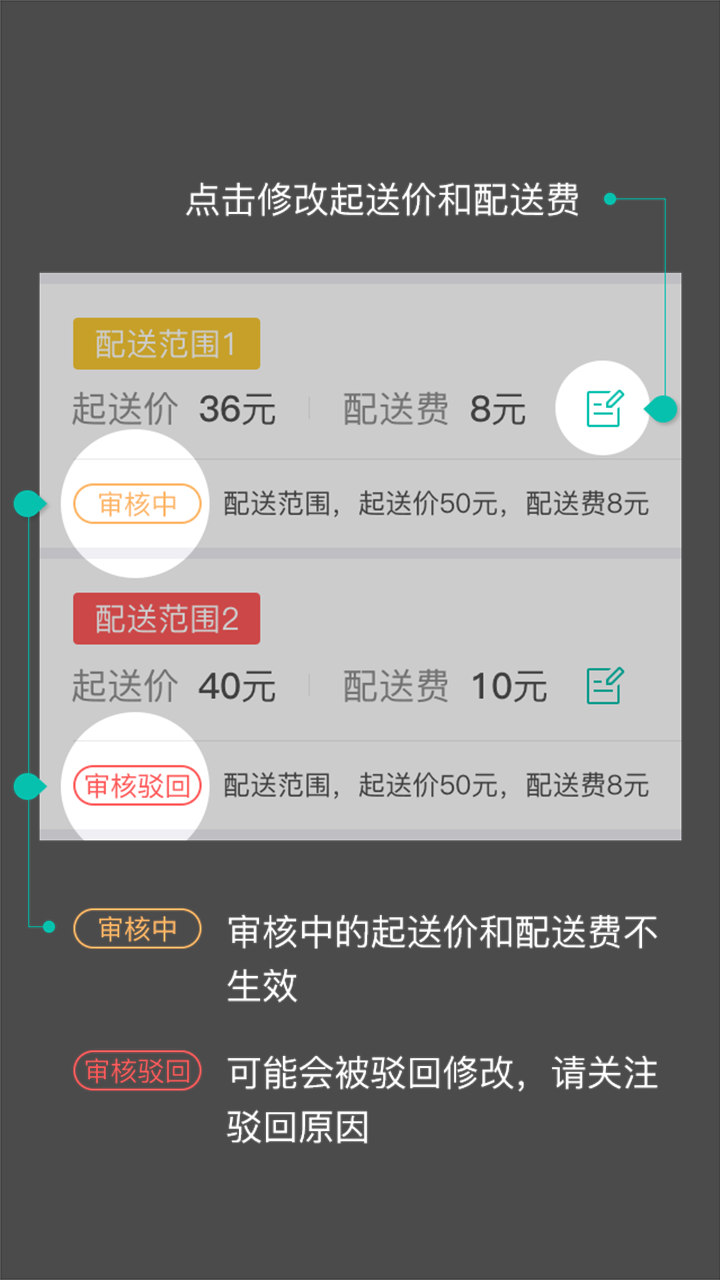 点击修改起送价和配送费
配送范围1
起送价 36元 配送费 8元
审核中 配送范围，起送价50元，配送费8元
配送范围2
起送价 40元 配送费 10元
审核驳回 配送范围，起送价50元，配送费8元
审核中 审核中的起送价和配送费不
生效
审核驳回 可能会被驳回修改，请关注
驳回原因